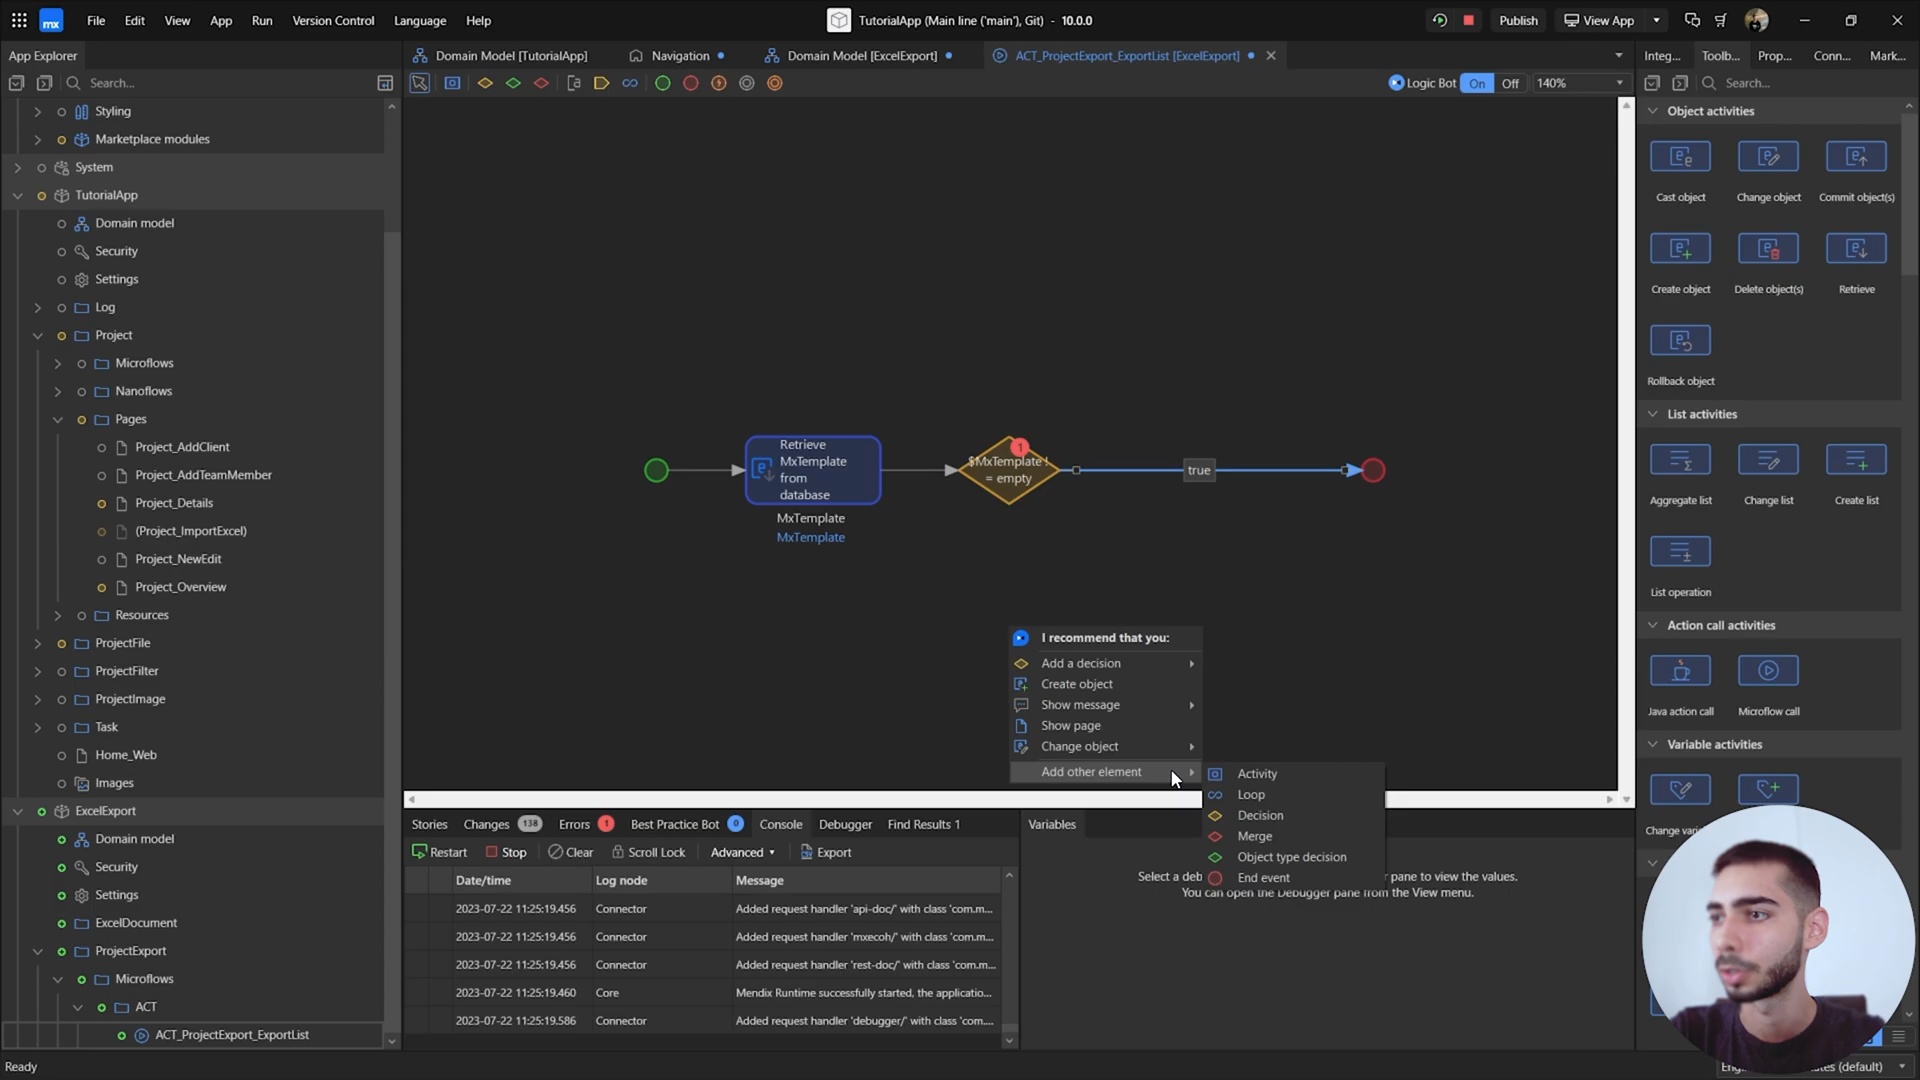 mx File Edit View App Run Version Control Language Help
TutorialApp (Main line ('main'), Git) - 10.0.0
Publish View App
App Explorer
Search...
Styling
Marketplace modules
System
TutorialApp
Domain model
Security
Settings
Log
Project
Microflows
Nanoflows
Pages
Project_AddClient
Project_AddTeamMember
Project_Details
(Project_ImportExcel)
Project_NewEdit
Project_Overview
Resources
ProjectFile
ProjectFilter
ProjectImage
Task
Home_Web
Images
ExcelExport
Domain model
Security
Settings
ExcelDocument
ProjectExport
Microflows
ACT
ACT_ProjectExport_ExportList
Domain Model [TutorialApp] Navigation Domain Model [ExcelExport] ACT_ProjectExport_ExportList [ExcelExport]
Logic Bot On Off 140%
Retrieve
MxTemplate
from
database
MxTemplate
MxTemplate
1
$MxTemplate !
= empty
true
I recommend that you:
Add a decision
Create object
Show message
Show page
Change object
Add other element
Activity
Loop
Decision
Merge
Object type decision
End event
Stories Changes 138 Errors 1 Best Practice Bot 0 Console Debugger Find Results 1
Restart Stop Clear Scroll Lock Advanced Export
Date/time Log node Message
2023-07-22 11:25:19.456 Connector Added request handler 'api-doc/' with class 'com.m...
2023-07-22 11:25:19.456 Connector Added request handler 'mxecoh/' with class 'com.m...
2023-07-22 11:25:19.456 Connector Added request handler 'rest-doc/' with class 'com.m...
2023-07-22 11:25:19.460 Core Mendix Runtime successfully started, the applicatio...
2023-07-22 11:25:19.586 Connector Added request handler 'debugger/' with class 'com....
Variables
Select a deb
r pane to view the values.
You can open the Debugger pane from the View menu.
Integ... Toolb... Prop... Conn... Mark...
Search...
Object activities
Cast object Change object Commit object(s)
Create object Delete object(s) Retrieve
Rollback object
List activities
Aggregate list Change list Create list
List operation
Action call activities
Java action call Microflow call
Variable activities
Change vari
Ready
Eng
tes (default)